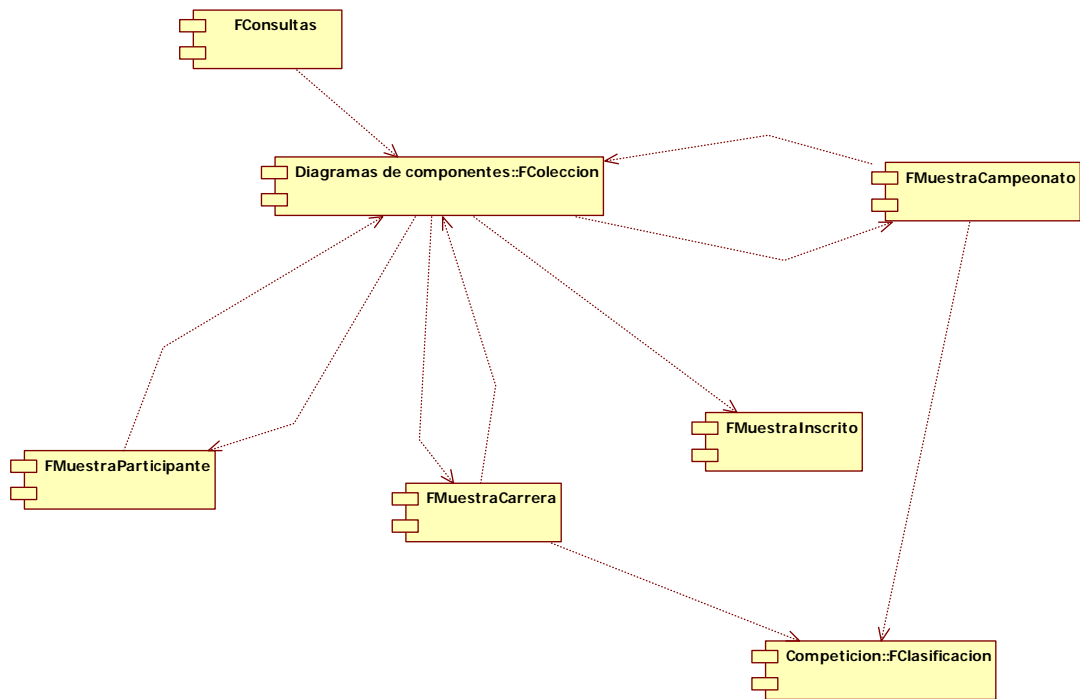 FConsultas
Diagramas de componentes::FColeccion
FMuestraCampeonato
FMuestraInscrito
FMuestraParticipante
FMuestraCarrera
Competicion::FClasificacion